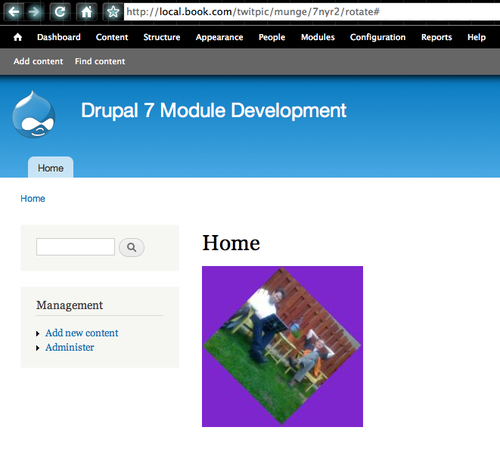 http://local.book.com/twitpic/munge/7nyr2/rotate#
Dashboard Content Structure Appearance People Modules Configuration Reports Help
Add content Find content
Drupal 7 Module Development
Home
Home
Home
Management
Add new content
Administer